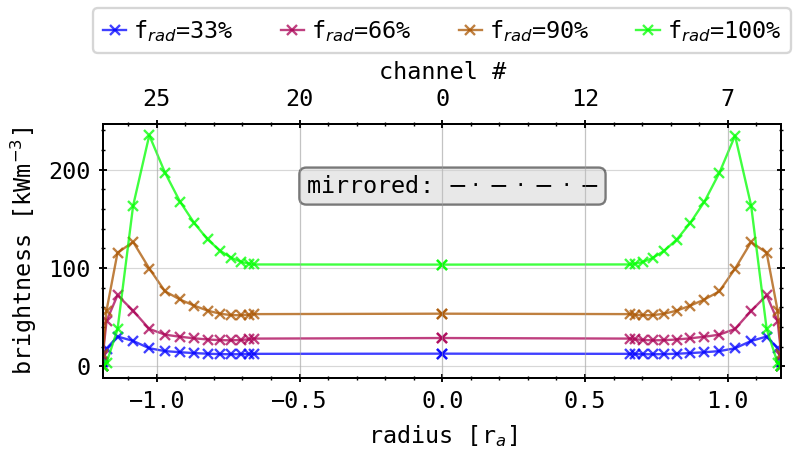 f_rad=33% f_rad=66% f_rad=90% f_rad=100%
channel #
25 20 0 12 7
brightness [kWm⁻³]
200
100
0
mirrored: — · — · — · —
−1.0 −0.5 0.0 0.5 1.0
radius [r_a]